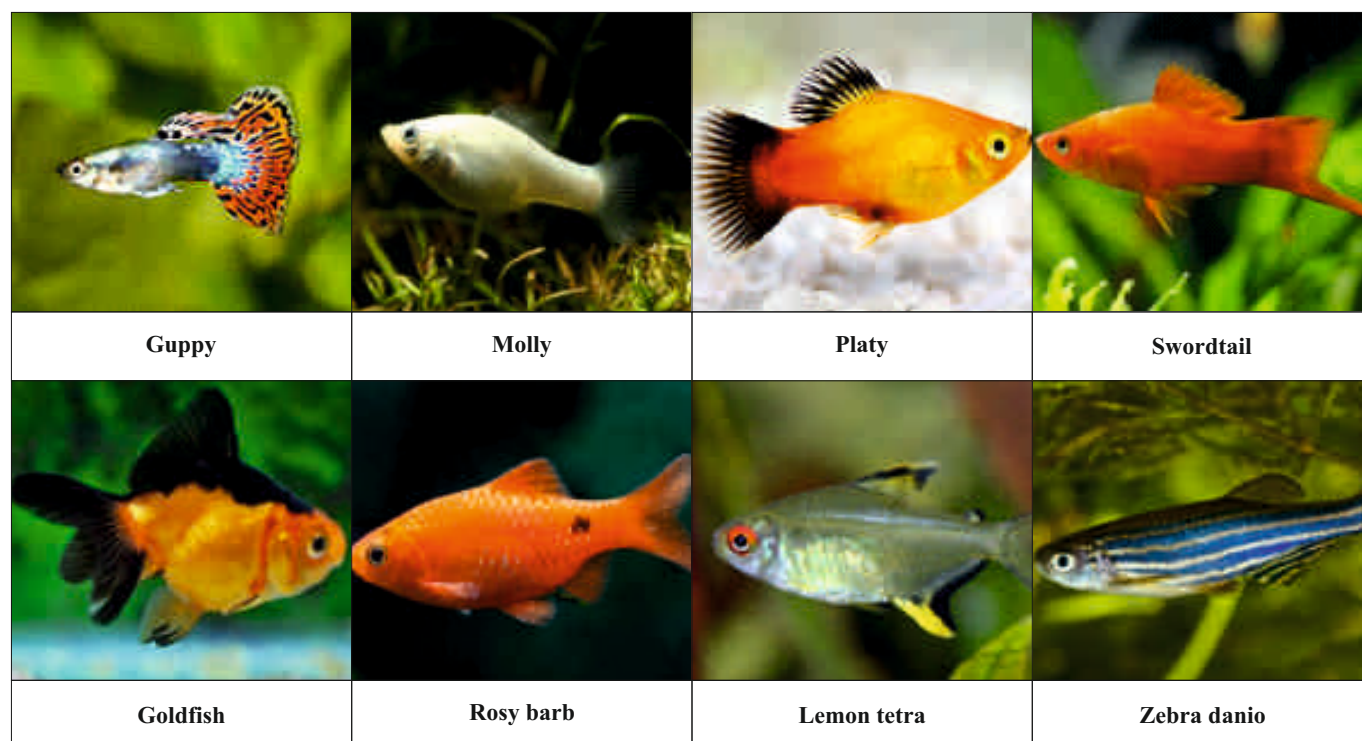 Guppy
Molly
Platy
Swordtail
Goldfish
Rosy barb
Lemon tetra
Zebra danio